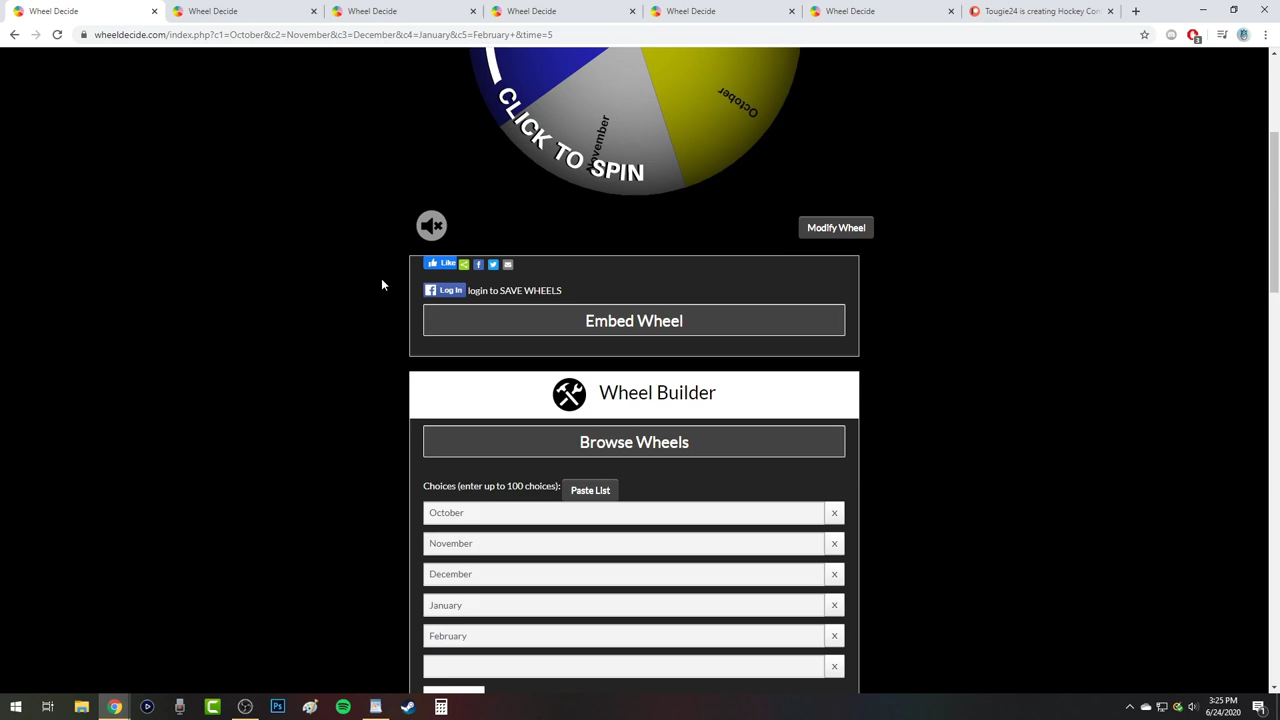 Wheel Decide
Wheel Decide
Wheel Decide
Wheel Decide
Wheel Decide
Wheel Decide
Tougie24 is creating Hockey Con
wheeldecide.com/index.php?c1=October&c2=November&c3=December&c4=January&c5=February+&time=5
October
November
CLICK TO SPIN
Modify Wheel
Like
Log In login to SAVE WHEELS
Embed Wheel
Wheel Builder
Browse Wheels
Choices (enter up to 100 choices): Paste List
October x
November x
December x
January x
February x
x
3:25 PM
6/24/2020